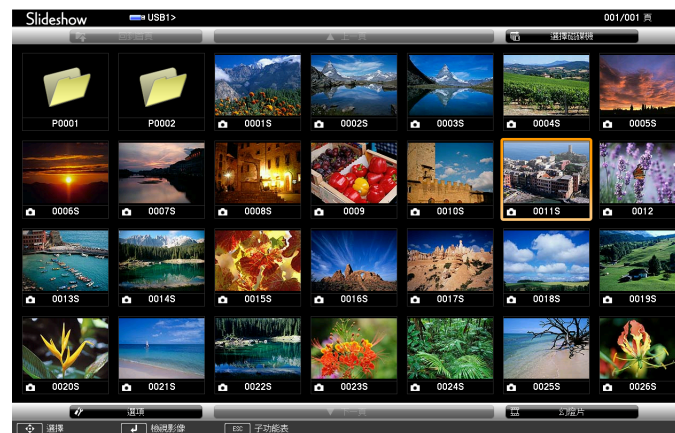 Slideshow USB1> 001/001 頁
回到首頁 ▲ 上一頁 選擇磁碟機
P0001 P0002 0001S 0002S 0003S 0004S 0005S
0006S 0007S 0008S 0009 0010S 0011S 0012
0013S 0014S 0015S 0016S 0017S 0018S 0019S
0020S 0021S 0022S 0023S 0024S 0025S 0026S
選項 ▼ 下一頁 幻燈片
選擇 檢視影像 ESC 子功能表